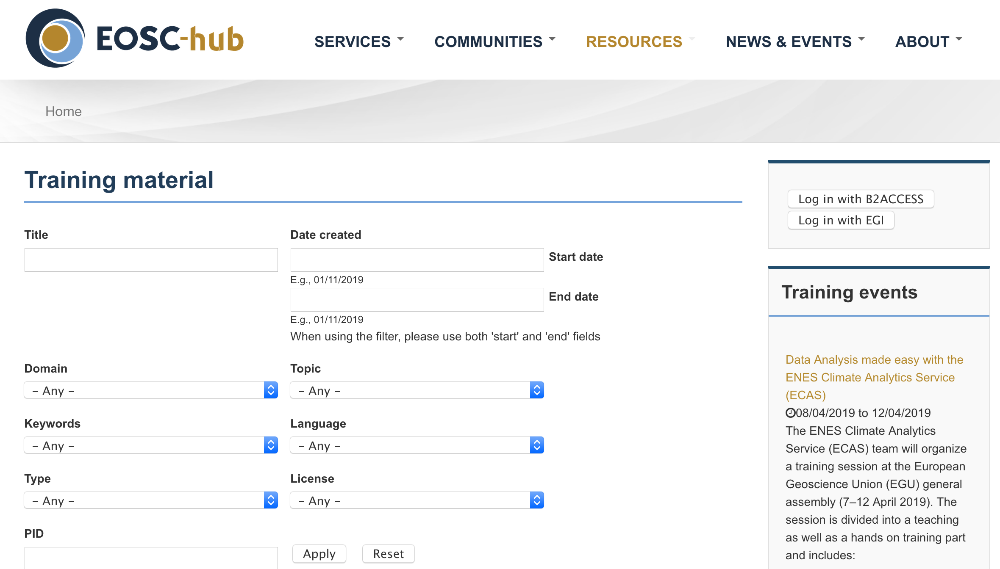 EOSC-hub
SERVICES
COMMUNITIES
RESOURCES
NEWS & EVENTS
ABOUT
Home
Training material
Title
Date created
Start date
E.g., 01/11/2019
End date
E.g., 01/11/2019
When using the filter, please use both 'start' and 'end' fields
Domain
– Any –
Topic
– Any –
Keywords
– Any –
Language
– Any –
Type
– Any –
License
– Any –
PID
Apply
Reset
Log in with B2ACCESS
Log in with EGI
Training events
Data Analysis made easy with the
ENES Climate Analytics Service
(ECAS)
08/04/2019 to 12/04/2019
The ENES Climate Analytics
Service (ECAS) team will organize
a training session at the European
Geoscience Union (EGU) general
assembly (7–12 April 2019). The
session is divided into a teaching
as well as a hands on training part
and includes: